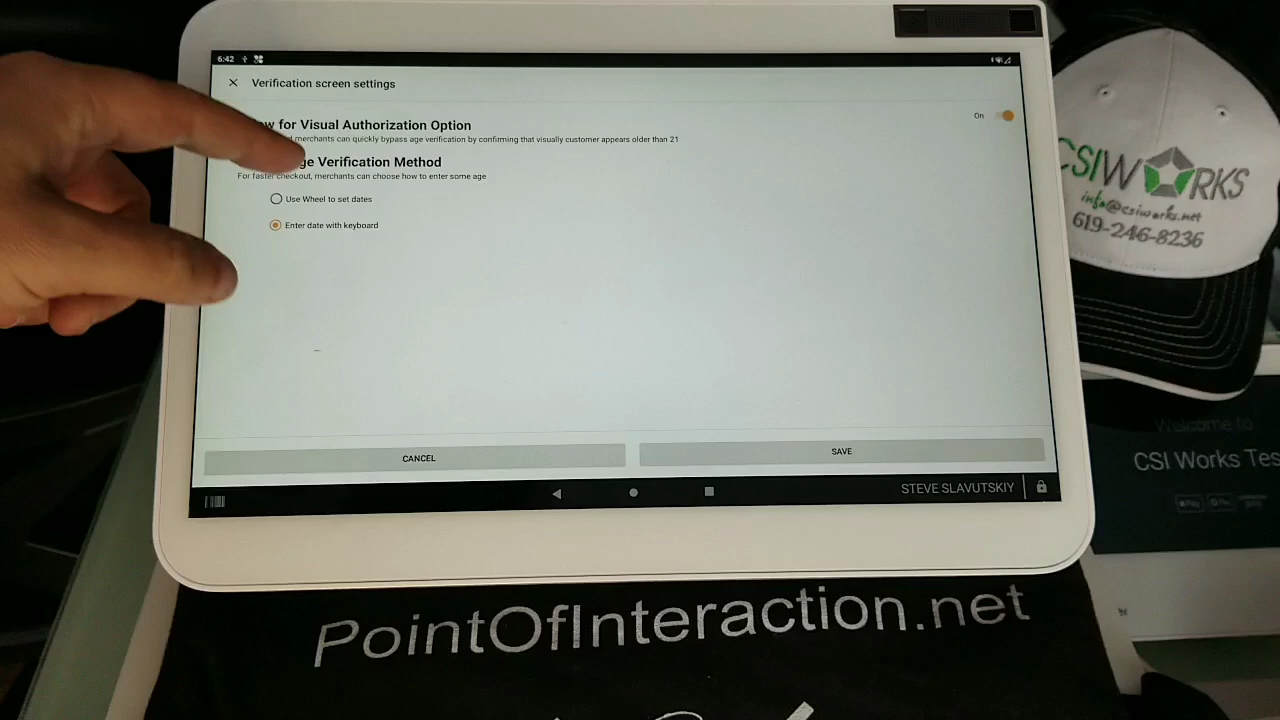 6:42
Verification screen settings
for Visual Authorization Option
On
merchants can quickly bypass age verification by confirming that visually customer appears older than 21
Verification Method
For faster checkout, merchants can choose how to enter some age
Use Wheel to set dates
Enter date with keyboard
CANCEL
SAVE
STEVE SLAVUTSKIY
CSIWORKS
info@csiworks.net
619-246-8236
Welcome to
CSI Works Tes
PointOfInteraction.net